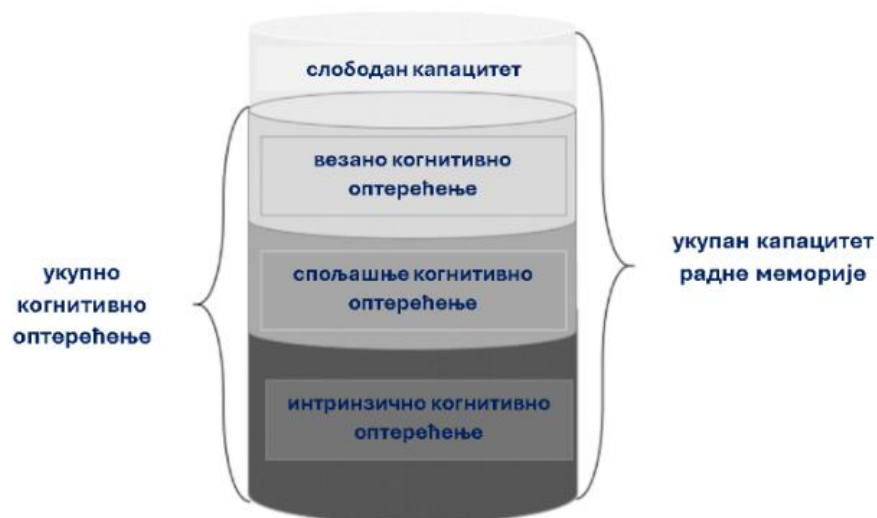 слободан капацитет
везано когнитивно
оптерећење
укупан капацитет
радне меморије
укупно
когнитивно
оптерећење
спољашње когнитивно
оптерећење
интринзично когнитивно
оптерећење